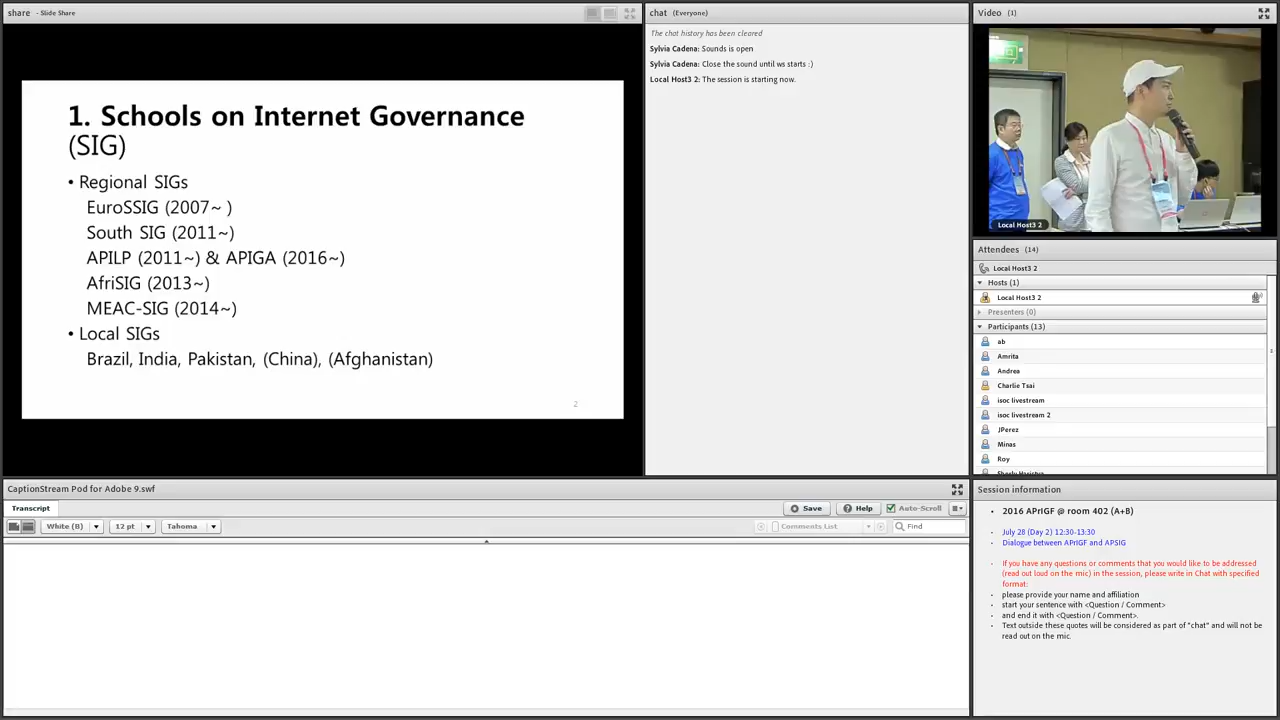 share - Slide Share
1. Schools on Internet Governance
(SIG)
• Regional SIGs
EuroSSIG (2007~ )
South SIG (2011~)
APILP (2011~) & APIGA (2016~)
AfriSIG (2013~)
MEAC-SIG (2014~)
• Local SIGs
Brazil, India, Pakistan, (China), (Afghanistan)
2
chat (Everyone)
The chat history has been cleared
Sylvia Cadena: Sounds is open
Sylvia Cadena: Close the sound until ws starts :)
Local Host3 2: The session is starting now.
Video (1)
Local Host3 2
Attendees (14)
Local Host3 2
Hosts (1)
Local Host3 2
Presenters (0)
Participants (13)
ab
Amrita
Andrea
Charlie Tsai
isoc livestream
isoc livestream 2
JPerez
Minas
Roy
CaptionStream Pod for Adobe 9.swf
Transcript
Save
Help
Auto-Scroll
White (B)
12 pt
Tahoma
Comments List
Find
Session information
• 2016 APrIGF @ room 402 (A+B)
• July 28 (Day 2) 12:30-13:30
• Dialogue between APrIGF and APSIG
• If you have any questions or comments that you would like to be addressed
(read out loud on the mic) in the session, please write in Chat with specified
format:
• please provide your name and affiliation
• start your sentence with <Question / Comment>
• and end it with <Question / Comment>.
• Text outside these quotes will be considered as part of "chat" and will not be
read out on the mic.